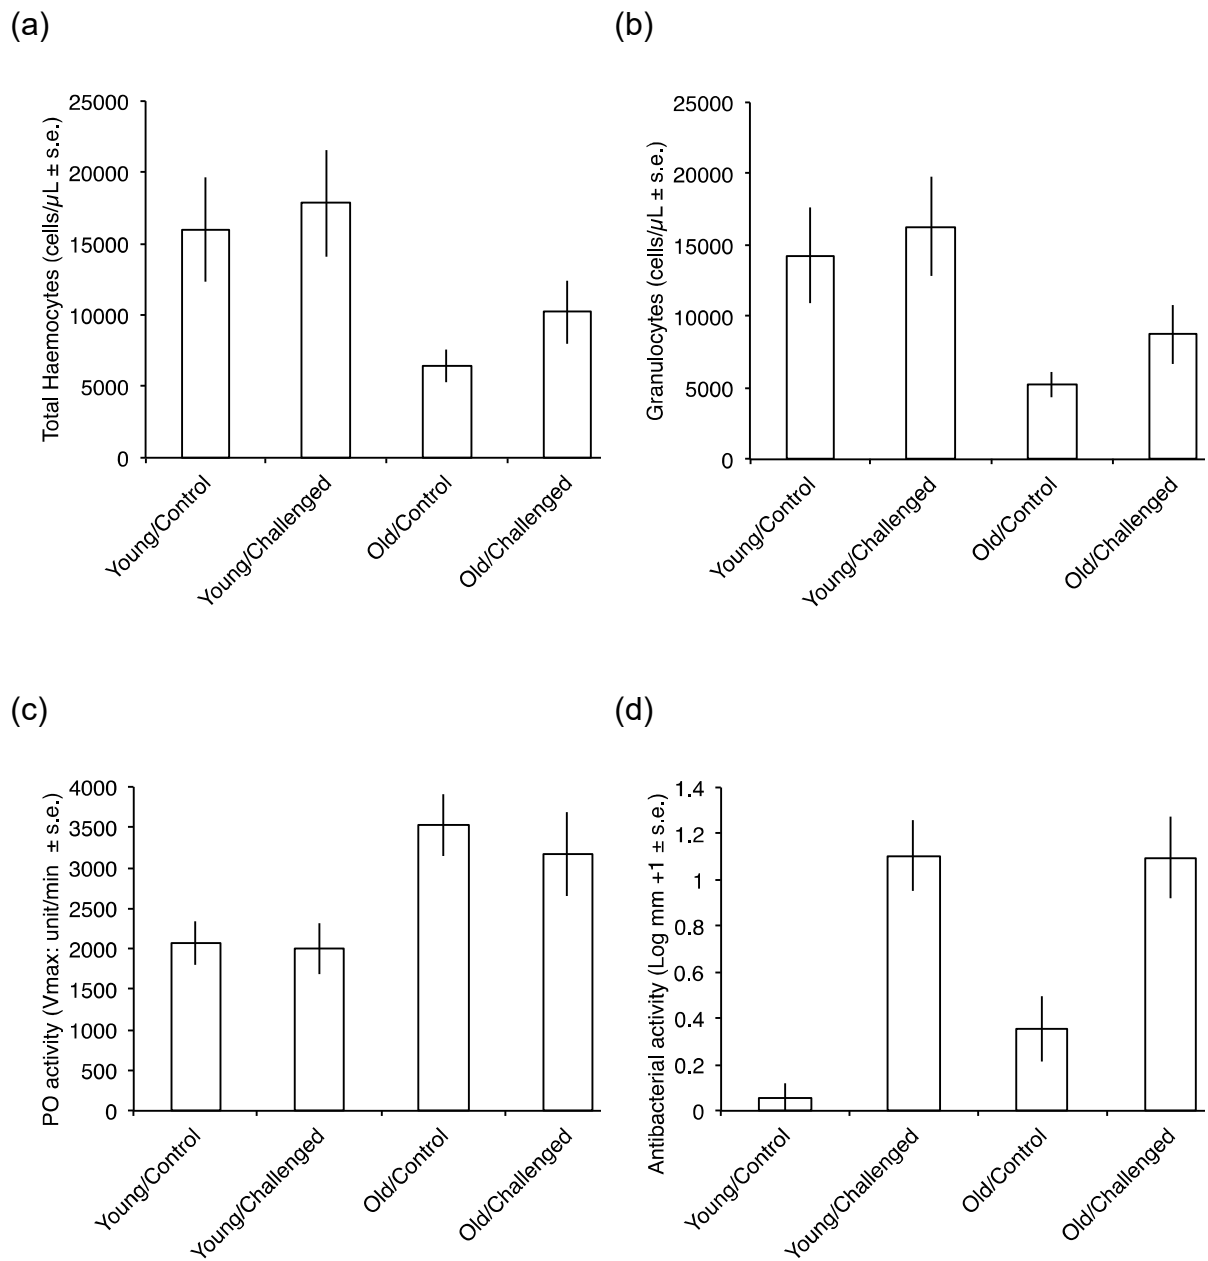 (a)
Total Haemocytes (cells/µL ± s.e.)
25000
20000
15000
10000
5000
0
Young/Control
Young/Challenged
Old/Control
Old/Challenged
(b)
Granulocytes (cells/µL ± s.e.)
25000
20000
15000
10000
5000
0
Young/Control
Young/Challenged
Old/Control
Old/Challenged
(c)
PO activity (Vmax: unit/min ± s.e.)
4000
3500
3000
2500
2000
1500
1000
500
0
Young/Control
Young/Challenged
Old/Control
Old/Challenged
(d)
Antibacterial activity (Log mm +1 ± s.e.)
1.4
1.2
1
0.8
0.6
0.4
0.2
0
Young/Control
Young/Challenged
Old/Control
Old/Challenged